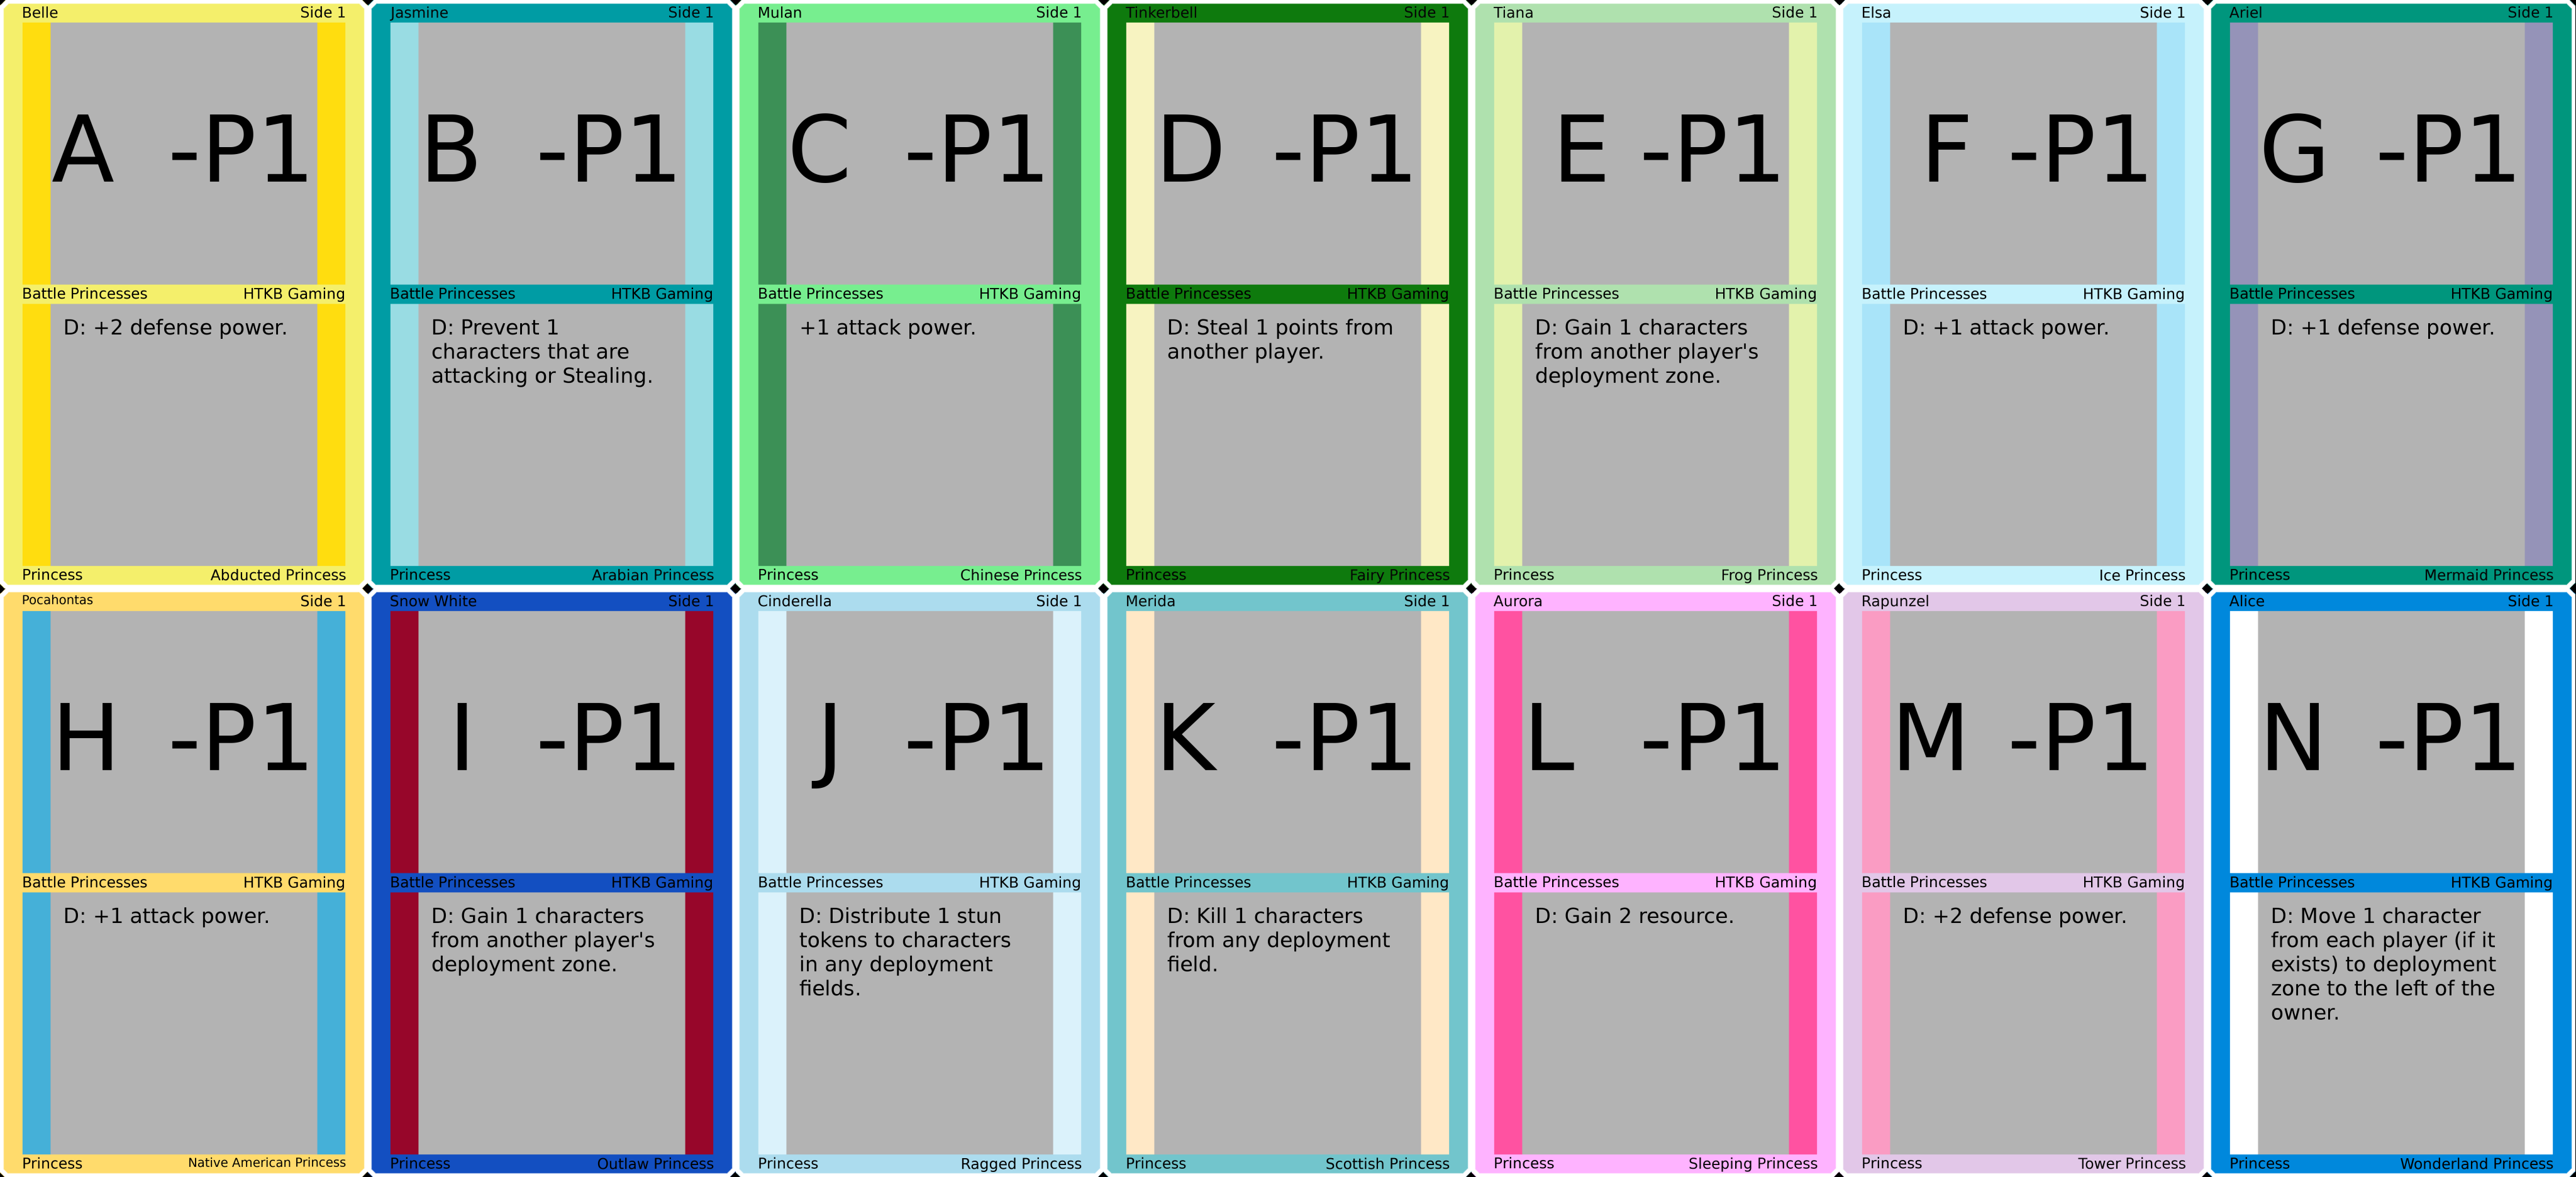 Belle Side 1
A -P1
Battle Princesses HTKB Gaming
D: +2 defense power.
Princess Abducted Princess
Jasmine Side 1
B -P1
Battle Princesses HTKB Gaming
D: Prevent 1
characters that are
attacking or Stealing.
Princess Arabian Princess
Mulan Side 1
C -P1
Battle Princesses HTKB Gaming
+1 attack power.
Princess Chinese Princess
Tinkerbell Side 1
D -P1
Battle Princesses HTKB Gaming
D: Steal 1 points from
another player.
Princess Fairy Princess
Tiana Side 1
E -P1
Battle Princesses HTKB Gaming
D: Gain 1 characters
from another player's
deployment zone.
Princess Frog Princess
Elsa Side 1
F -P1
Battle Princesses HTKB Gaming
D: +1 attack power.
Princess Ice Princess
Ariel Side 1
G -P1
Battle Princesses HTKB Gaming
D: +1 defense power.
Princess Mermaid Princess
Pocahontas Side 1
H -P1
Battle Princesses HTKB Gaming
D: +1 attack power.
Princess Native American Princess
Snow White Side 1
I -P1
Battle Princesses HTKB Gaming
D: Gain 1 characters
from another player's
deployment zone.
Princess Outlaw Princess
Cinderella Side 1
J -P1
Battle Princesses HTKB Gaming
D: Distribute 1 stun
tokens to characters
in any deployment
fields.
Princess Ragged Princess
Merida Side 1
K -P1
Battle Princesses HTKB Gaming
D: Kill 1 characters
from any deployment
field.
Princess Scottish Princess
Aurora Side 1
L -P1
Battle Princesses HTKB Gaming
D: Gain 2 resource.
Princess Sleeping Princess
Rapunzel Side 1
M -P1
Battle Princesses HTKB Gaming
D: +2 defense power.
Princess Tower Princess
Alice Side 1
N -P1
Battle Princesses HTKB Gaming
D: Move 1 character
from each player (if it
exists) to deployment
zone to the left of the
owner.
Princess Wonderland Princess